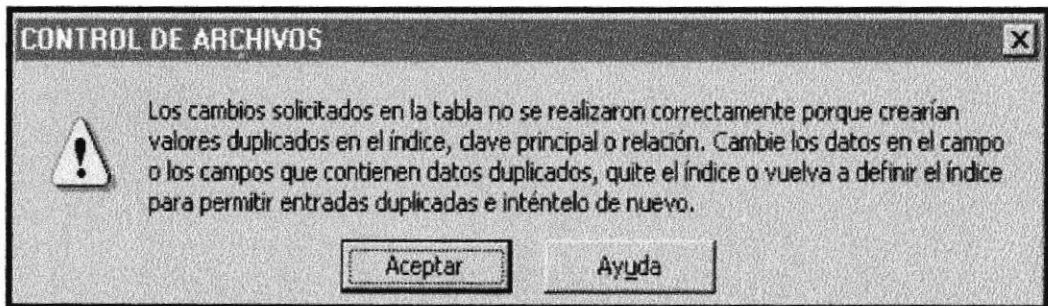 CONTROL DE ARCHIVOS
Los cambios solicitados en la tabla no se realizaron correctamente porque crearían
valores duplicados en el índice, clave principal o relación. Cambie los datos en el campo
o los campos que contienen datos duplicados, quite el índice o vuelva a definir el índice
para permitir entradas duplicadas e inténtelo de nuevo.
Aceptar
Ayuda